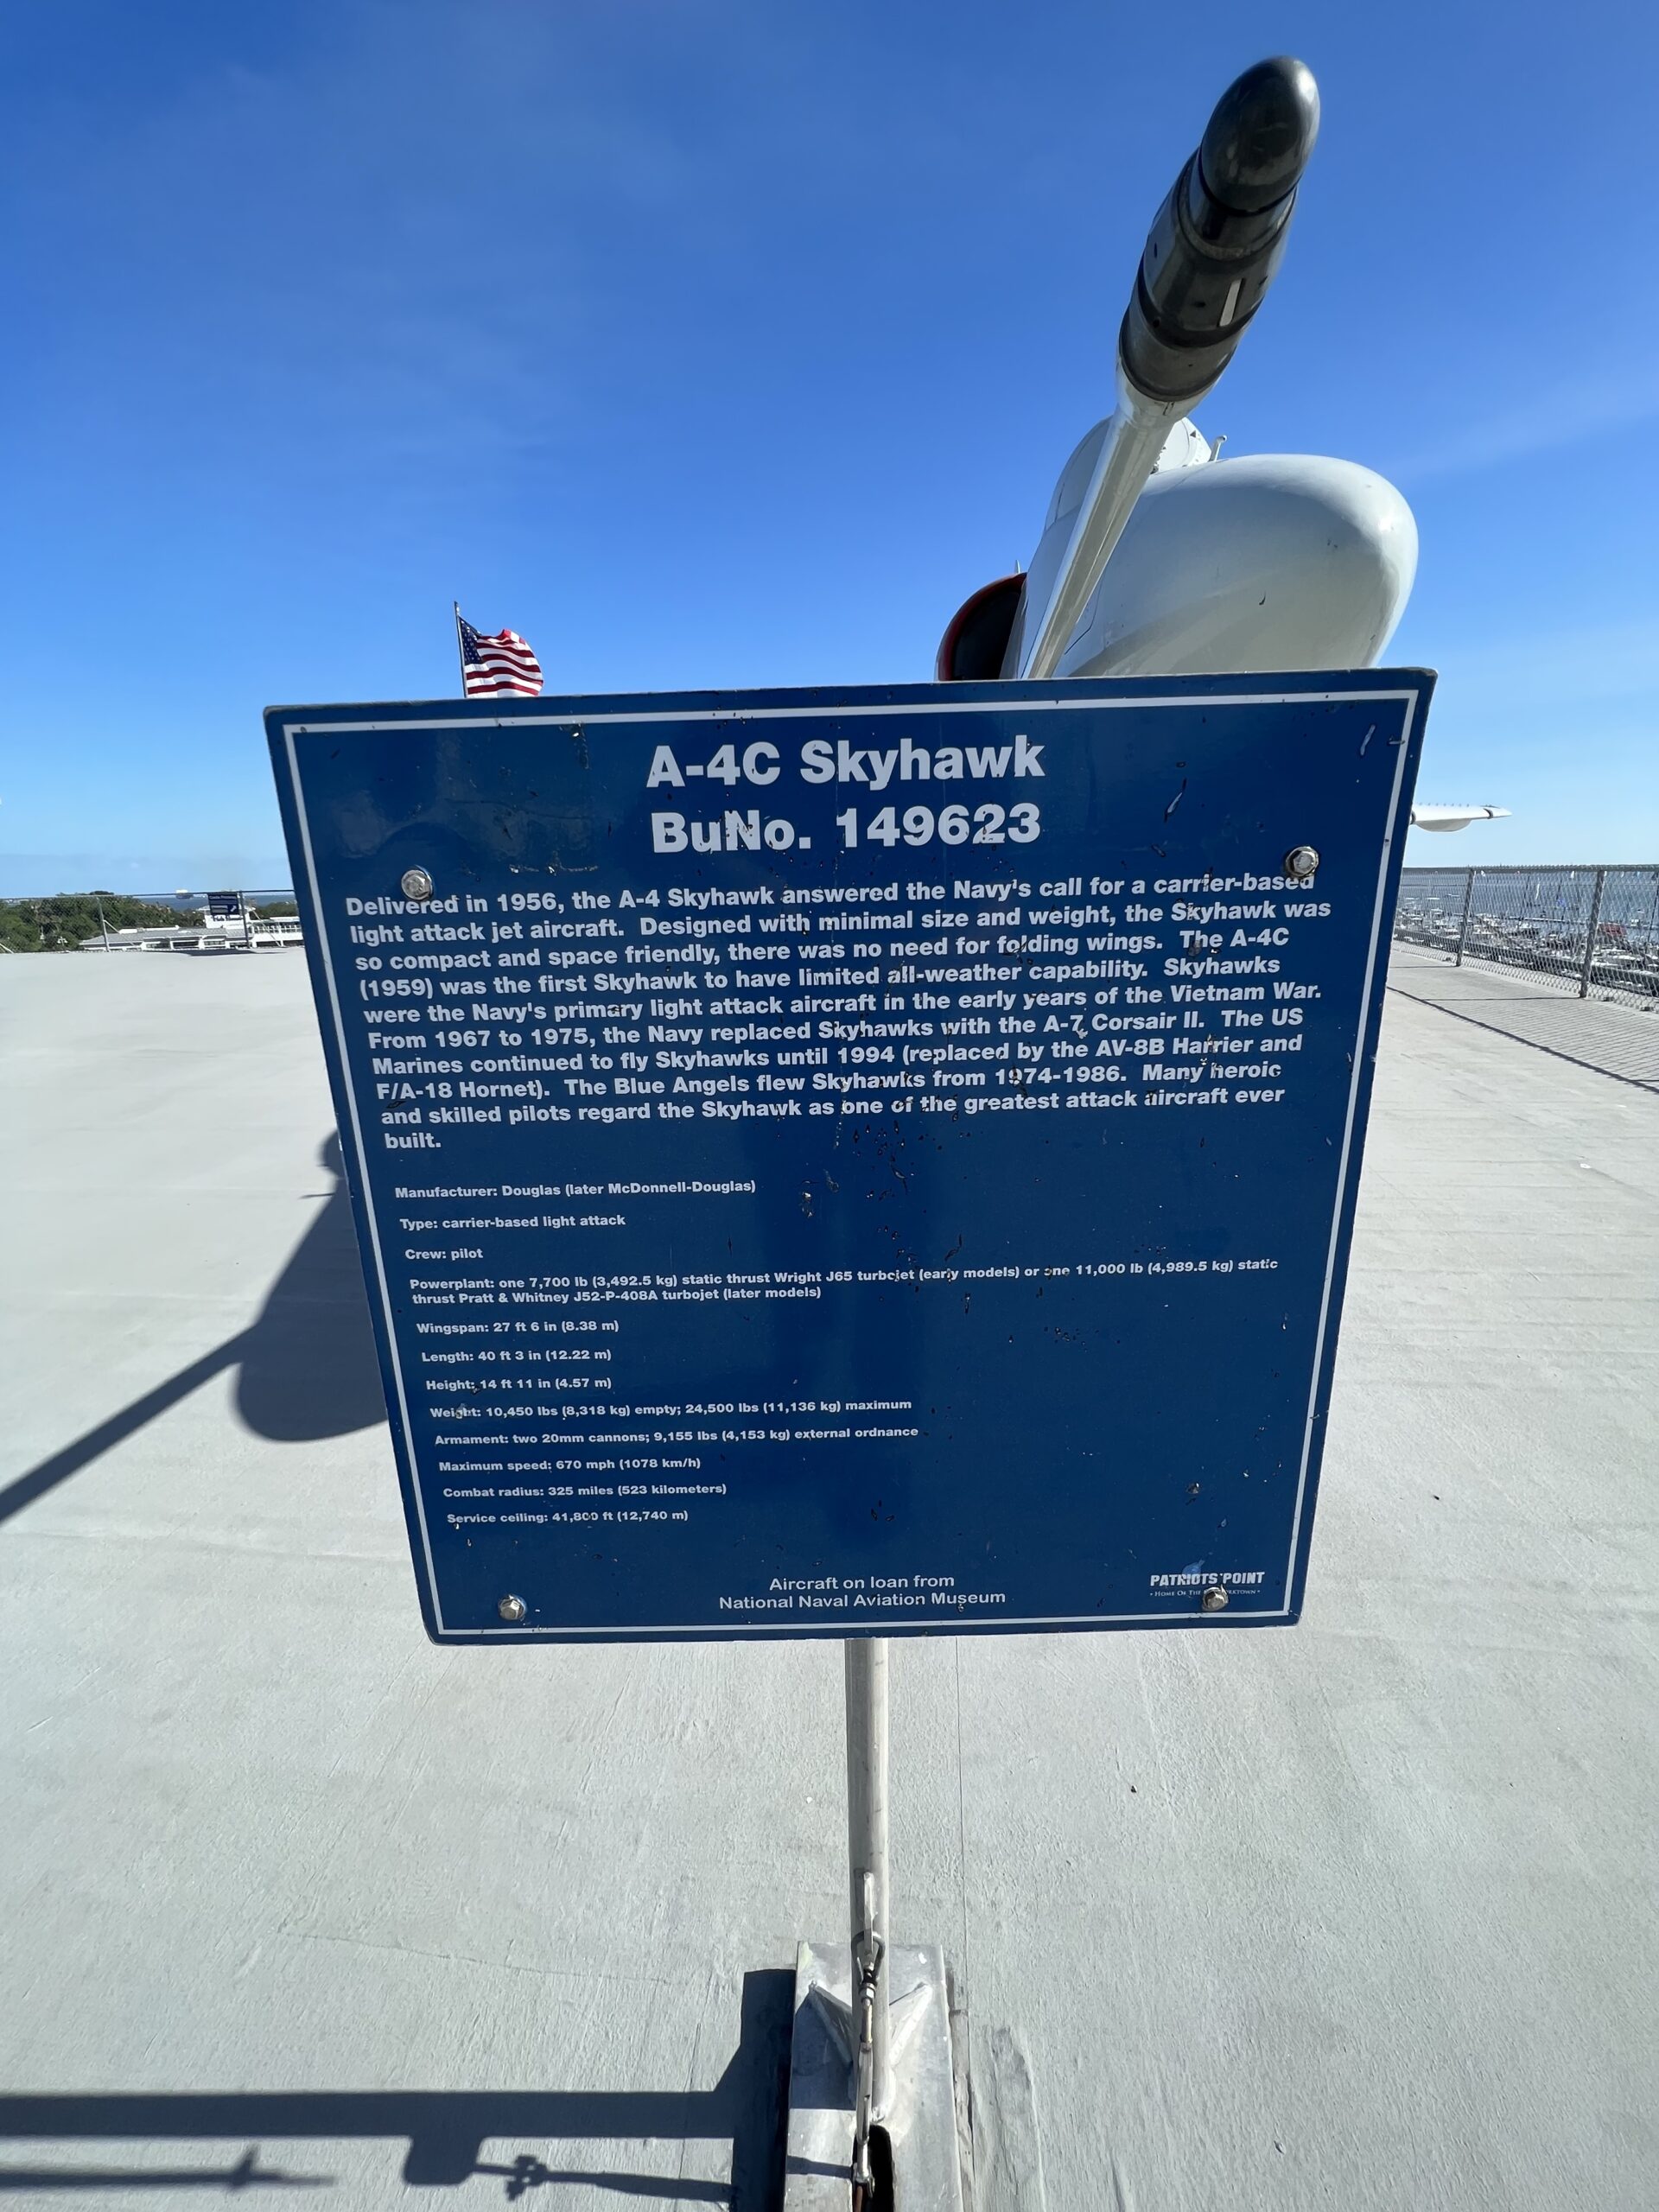 A-4C Skyhawk
BuNo. 149623
Delivered in 1956, the A-4 Skyhawk answered the Navy's call for a carrier-based
light attack jet aircraft. Designed with minimal size and weight, the Skyhawk was
so compact and space friendly, there was no need for folding wings. The A-4C
(1959) was the first Skyhawk to have limited all-weather capability. Skyhawks
were the Navy's primary light attack aircraft in the early years of the Vietnam War.
From 1967 to 1975, the Navy replaced Skyhawks with the A-7 Corsair II. The US
Marines continued to fly Skyhawks until 1994 (replaced by the AV-8B Harrier and
F/A-18 Hornet). The Blue Angels flew Skyhawks from 1974-1986. Many heroic
and skilled pilots regard the Skyhawk as one of the greatest attack aircraft ever
built.
Manufacturer: Douglas (later McDonnell-Douglas)
Type: carrier-based light attack
Crew: pilot
Powerplant: one 7,700 lb (3,492.5 kg) static thrust Wright J65 turbojet (early models) or one 11,000 lb (4,989.5 kg) static
thrust Pratt & Whitney J52-P-408A turbojet (later models)
Wingspan: 27 ft 6 in (8.38 m)
Length: 40 ft 3 in (12.22 m)
Height: 14 ft 11 in (4.57 m)
Weight: 10,450 lbs (8,318 kg) empty; 24,500 lbs (11,136 kg) maximum
Armament: two 20mm cannons; 9,155 lbs (4,153 kg) external ordnance
Maximum speed: 670 mph (1078 km/h)
Combat radius: 325 miles (523 kilometers)
Service ceiling: 41,800 ft (12,740 m)
Aircraft on loan from
National Naval Aviation Museum
PATRIOTS POINT
• HOME OF THE